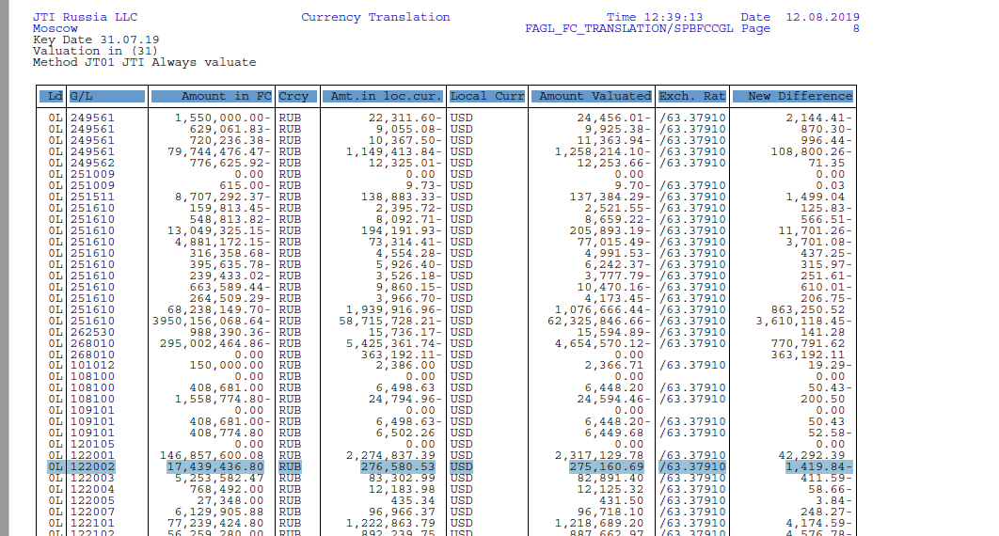 JTI Russia LLC Currency Translation Time 12:39:13 Date 12.08.2019
Moscow FAGL_FC_TRANSLATION/SPBFCCGL Page 8
Key Date 31.07.19
Valuation in (31)
Method JT01 JTI Always valuate
Ld G/L Amount in FC Crcy Amt.in loc.cur. Local Curr Amount Valuated Exch. Rat New Difference
0L 249561 1,550,000.00- RUB 22,311.60- USD 24,456.01- /63.37910 2,144.41-
0L 249561 629,061.83- RUB 9,055.08- USD 9,925.38- /63.37910 870.30-
0L 249561 720,236.38- RUB 10,367.50- USD 11,363.94- /63.37910 996.44-
0L 249561 79,744,476.47- RUB 1,149,413.84- USD 1,258,214.10- /63.37910 108,800.26-
0L 249562 776,625.92- RUB 12,325.01- USD 12,253.66- /63.37910 71.35
0L 251009 0.00 RUB 0.00 USD 0.00 0.00
0L 251009 615.00- RUB 9.73- USD 9.70- /63.37910 0.03
0L 251511 8,707,292.37- RUB 138,883.33- USD 137,384.29- /63.37910 1,499.04
0L 251610 159,813.45- RUB 2,395.72- USD 2,521.55- /63.37910 125.83-
0L 251610 548,813.82- RUB 8,092.71- USD 8,659.22- /63.37910 566.51-
0L 251610 13,049,325.15- RUB 194,191.93- USD 205,893.19- /63.37910 11,701.26-
0L 251610 4,881,172.15- RUB 73,314.41- USD 77,015.49- /63.37910 3,701.08-
0L 251610 316,358.68- RUB 4,554.28- USD 4,991.53- /63.37910 437.25-
0L 251610 395,635.78- RUB 5,926.40- USD 6,242.37- /63.37910 315.97-
0L 251610 239,433.02- RUB 3,526.18- USD 3,777.79- /63.37910 251.61-
0L 251610 663,589.44- RUB 9,860.15- USD 10,470.16- /63.37910 610.01-
0L 251610 264,509.29- RUB 3,966.70- USD 4,173.45- /63.37910 206.75-
0L 251610 68,238,149.70- RUB 1,939,916.96- USD 1,076,666.44- /63.37910 863,250.52
0L 251610 3950,156,068.64- RUB 58,715,728.21- USD 62,325,846.66- /63.37910 3,610,118.45-
0L 262530 988,390.36- RUB 15,736.17- USD 15,594.89- /63.37910 141.28
0L 268010 295,002,464.86- RUB 5,425,361.74- USD 4,654,570.12- /63.37910 770,791.62
0L 268010 0.00 RUB 363,192.11- USD 0.00 363,192.11
0L 101012 150,000.00 RUB 2,386.00 USD 2,366.71 /63.37910 19.29-
0L 108100 0.00 RUB 0.00 USD 0.00 0.00
0L 108100 408,681.00 RUB 6,498.63 USD 6,448.20 /63.37910 50.43-
0L 108100 1,558,774.80- RUB 24,794.96- USD 24,594.46- /63.37910 200.50
0L 109101 0.00 RUB 0.00 USD 0.00 0.00
0L 109101 408,681.00- RUB 6,498.63- USD 6,448.20- /63.37910 50.43
0L 109101 408,774.80 RUB 6,502.26 USD 6,449.68 /63.37910 52.58-
0L 120105 0.00 RUB 0.00 USD 0.00 0.00
0L 122001 146,857,600.08 RUB 2,274,837.39 USD 2,317,129.78 /63.37910 42,292.39
0L 122002 17,439,436.80 RUB 276,580.53 USD 275,160.69 /63.37910 1,419.84-
0L 122003 5,253,582.47 RUB 83,302.99 USD 82,891.40 /63.37910 411.59-
0L 122004 768,492.00 RUB 12,183.98 USD 12,125.32 /63.37910 58.66-
0L 122005 27,348.00 RUB 435.34 USD 431.50 /63.37910 3.84-
0L 122007 6,129,905.88 RUB 96,966.37 USD 96,718.10 /63.37910 248.27-
0L 122101 77,239,424.80 RUB 1,222,863.79 USD 1,218,689.20 /63.37910 4,174.59-
0L 122102 56,259,280.00 RUB 892,239.75 USD 887,662.97 /63.37910 4,576.78-